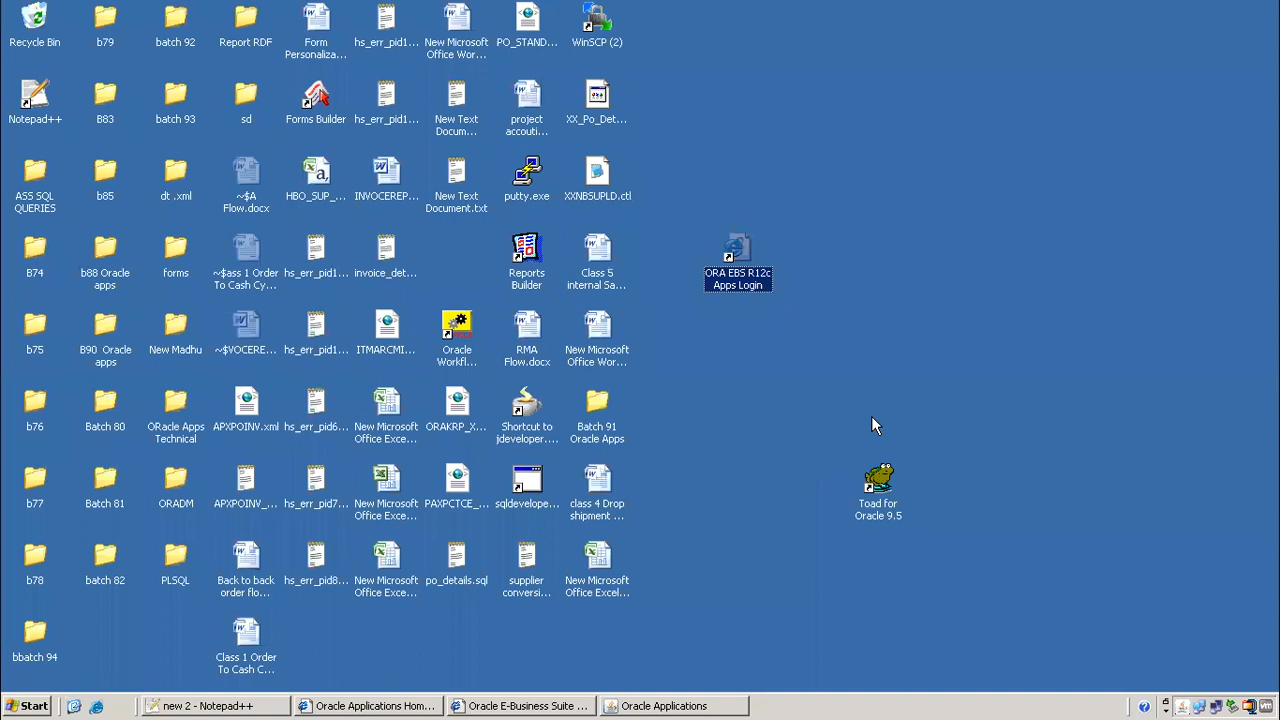 Recycle Bin
b79
batch 92
Report RDF
Form
Personaliza...
hs_err_pid1...
New Microsoft
Office Wor...
PO_STAND...
WinSCP (2)
Notepad++
B83
batch 93
sd
Forms Builder
hs_err_pid1...
New Text
Docum...
project
accouti...
XX_Po_Det...
ASS SQL
QUERIES
b85
dt .xml
~$A
Flow.docx
HBO_SUP_...
INVOCEREP...
New Text
Document.txt
putty.exe
XXNBSUPLD.ctl
B74
b88 Oracle
apps
forms
~$ass 1 Order
To Cash Cy...
hs_err_pid1...
invoice_det...
Reports
Builder
Class 5
internal Sa...
ORA EBS R12c
Apps Login
b75
B90 Oracle
apps
New Madhu
~$VOCERE...
hs_err_pid1...
ITMARCMI...
Oracle
Workfl...
RMA
Flow.docx
New Microsoft
Office Wor...
b76
Batch 80
ORacle Apps
Technical
APXPOINV.xml
hs_err_pid6...
New Microsoft
Office Exce...
ORAKRP_X...
Shortcut to
jdeveloper....
Batch 91
Oracle Apps
b77
Batch 81
ORADM
APXPOINV_...
hs_err_pid7...
New Microsoft
Office Exce...
PAXPCTCE_...
sqldevelope...
class 4 Drop
shipment ...
Toad for
Oracle 9.5
b78
batch 82
PLSQL
Back to back
order flo...
hs_err_pid8...
New Microsoft
Office Exce...
po_details.sql
supplier
conversi...
New Microsoft
Office Excel...
bbatch 94
Class 1 Order
To Cash C...
Start
new 2 - Notepad++
Oracle Applications Hom...
Oracle E-Business Suite ...
Oracle Applications